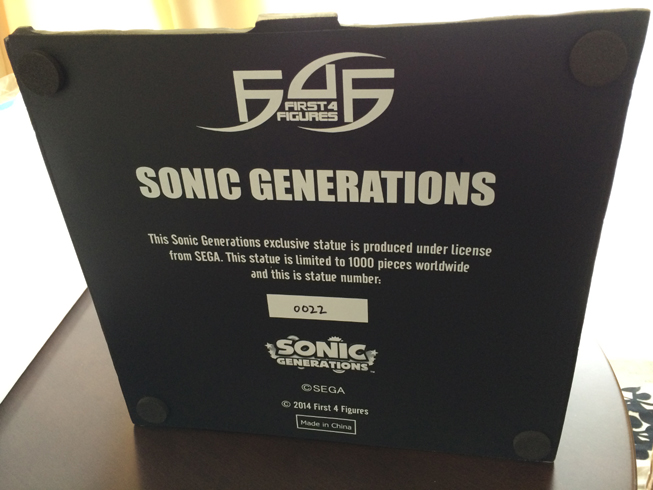 F4F
FIRST 4
FIGURES
SONIC GENERATIONS
This Sonic Generations exclusive statue is produced under license
from SEGA. This statue is limited to 1000 pieces worldwide
and this is statue number:
0022
SONIC
GENERATIONS™
©SEGA
© 2014 First 4 Figures
Made in China